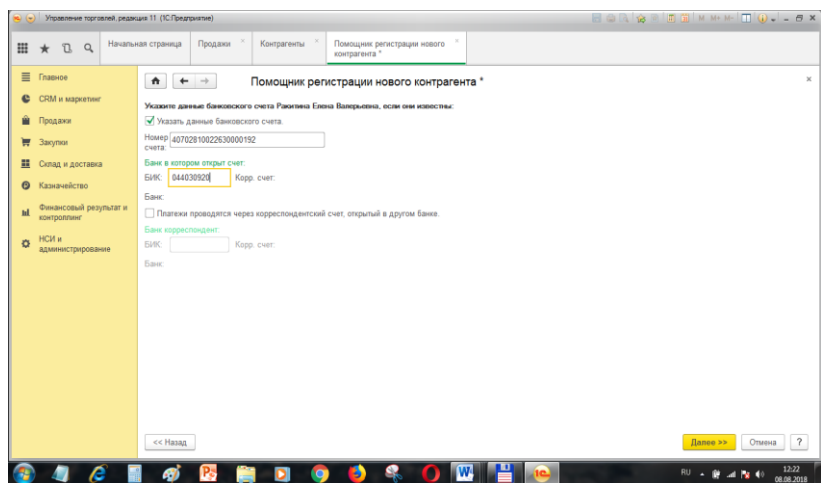 Управление торговлей, редакция 11 (1С:Предприятие)
M M+ M-
Начальная страница
Продажи
Контрагенты
Помощник регистрации нового
контрагента *
Главное
CRM и маркетинг
Продажи
Закупки
Склад и доставка
Казначейство
Финансовый результат и
контроллинг
НСИ и
администрирование
Помощник регистрации нового контрагента *
Укажите данные банковского счета Ракитина Елена Валерьевна, если они известны:
Указать данные банковского счета.
Номер
счета:
40702810022630000192
Банк в котором открыт счет:
БИК: 044030920 Корр. счет:
Банк:
Платежи проводятся через корреспондентский счет, открытый в другом банке.
Банк корреспондент:
БИК: Корр. счет:
Банк:
<< Назад
Далее >>
Отмена
?
RU
12:22
08.08.2018